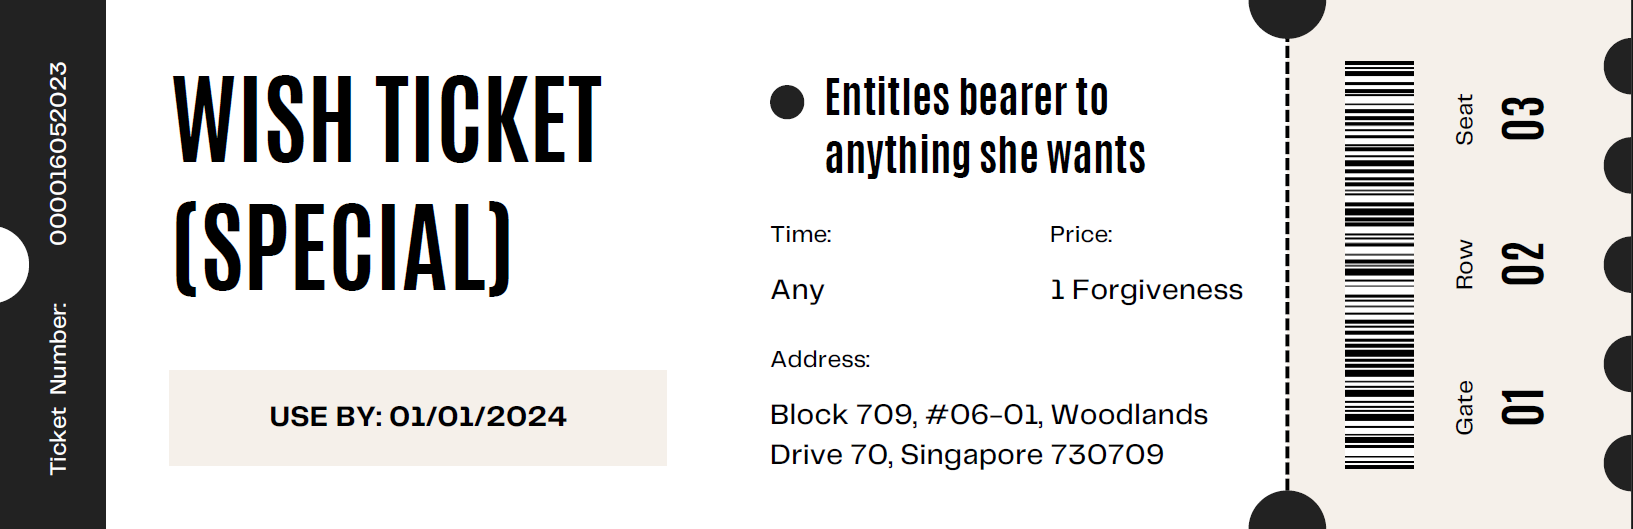 Ticket Number: 000016052023
WISH TICKET
(SPECIAL)
USE BY: 01/01/2024
Entitles bearer to
anything she wants
Time:
Any
Price:
1 Forgiveness
Address:
Block 709, #06-01, Woodlands
Drive 70, Singapore 730709
Gate 01
Row 02
Seat 03